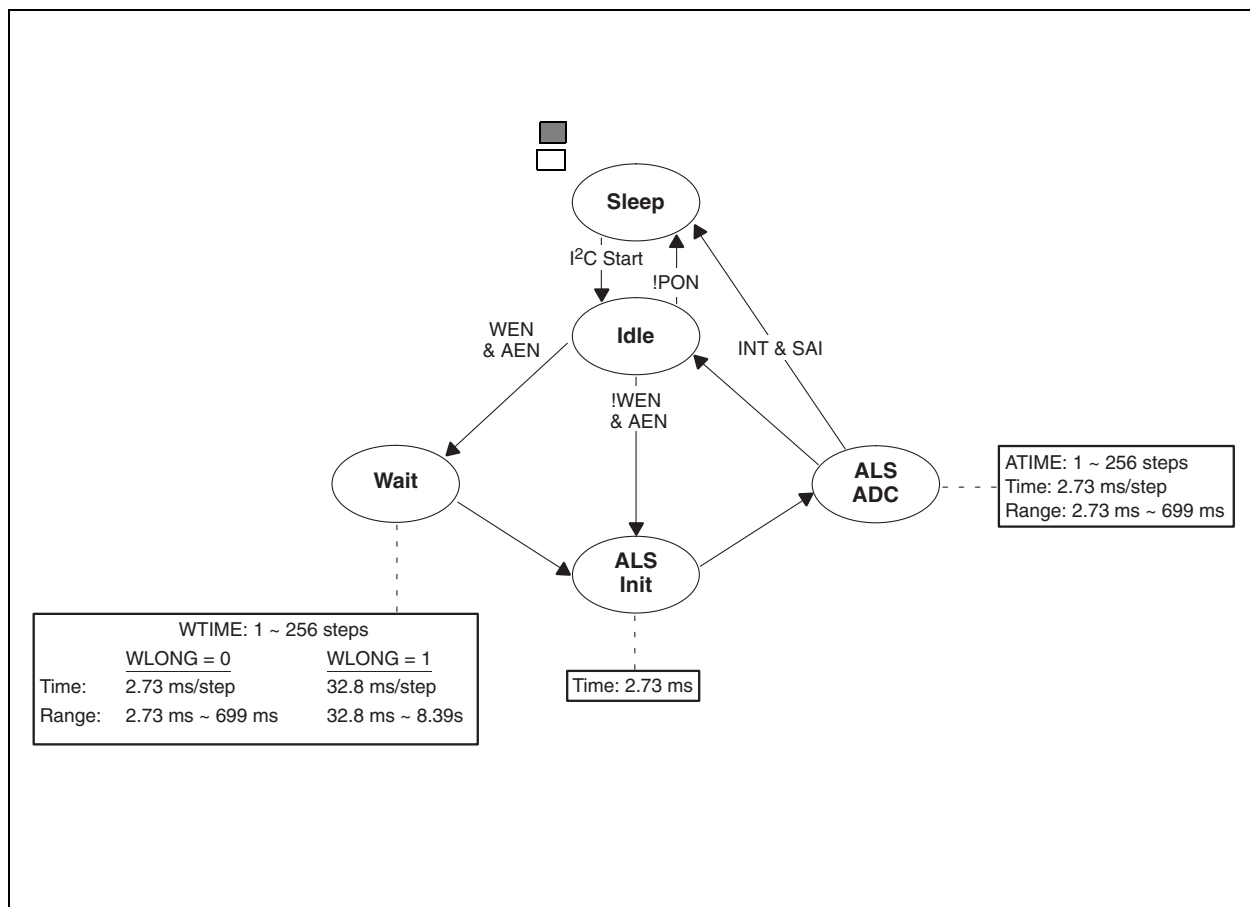 Sleep
I²C Start
!PON
Idle
WEN
& AEN
INT & SAI
!WEN
& AEN
Wait
ALS
ADC
ATIME: 1 ~ 256 steps
Time: 2.73 ms/step
Range: 2.73 ms ~ 699 ms
ALS
Init
WTIME: 1 ~ 256 steps
WLONG = 0 WLONG = 1
Time: 2.73 ms/step 32.8 ms/step
Range: 2.73 ms ~ 699 ms 32.8 ms ~ 8.39s
Time: 2.73 ms